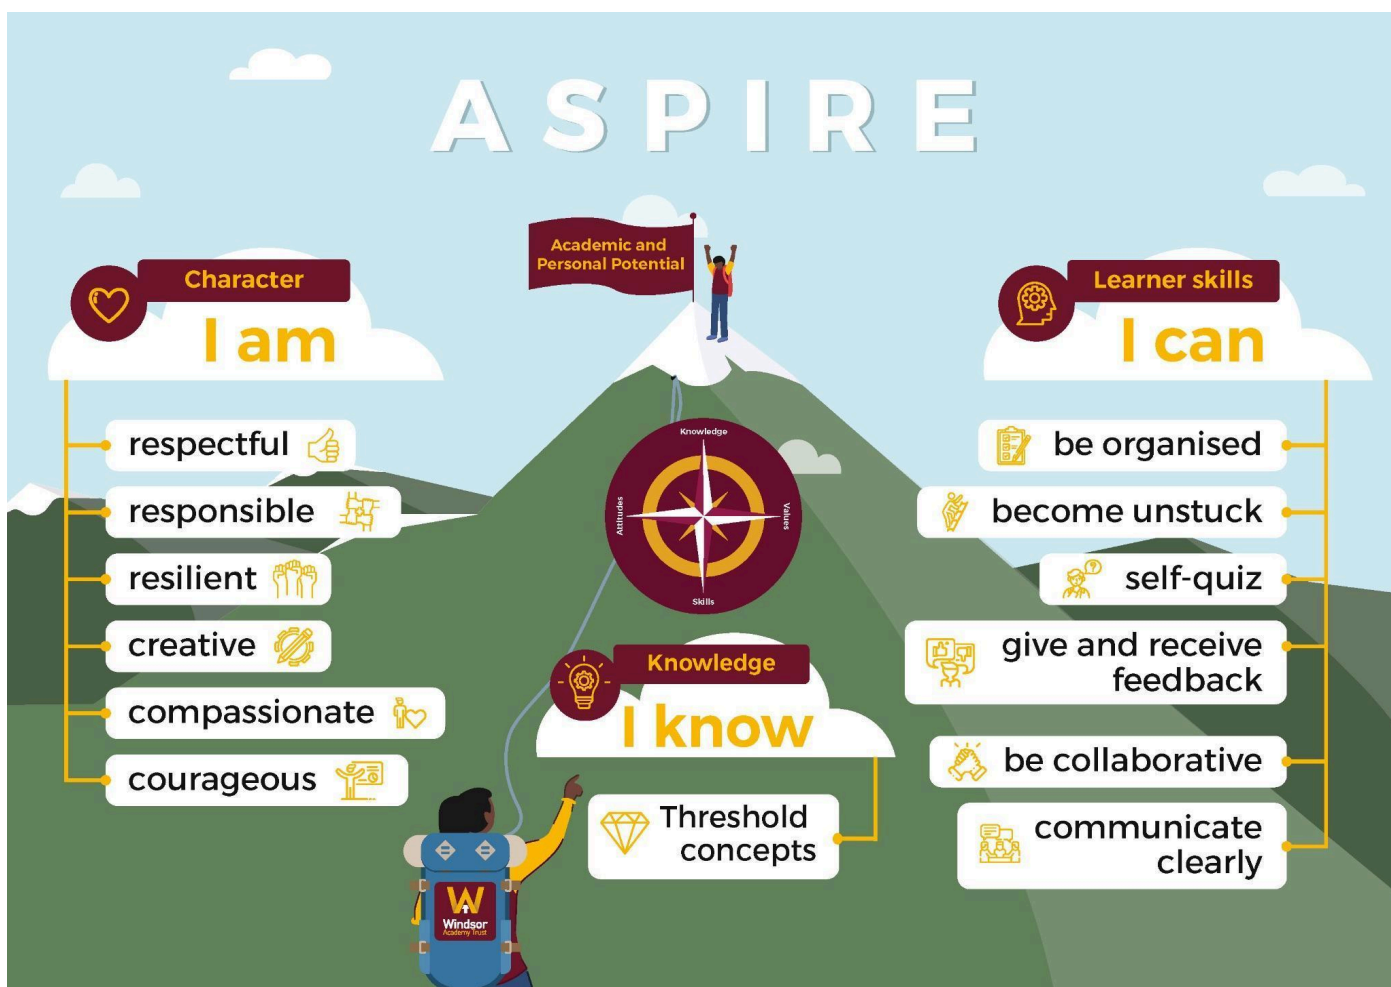 ASPIRE
Academic and
Personal Potential
Character
I am
respectful
responsible
resilient
creative
compassionate
courageous
Knowledge
Attitudes
Values
Skills
Knowledge
I know
Threshold
concepts
Learner skills
I can
be organised
become unstuck
self-quiz
give and receive
feedback
be collaborative
communicate
clearly
W
Windsor
Academy Trust